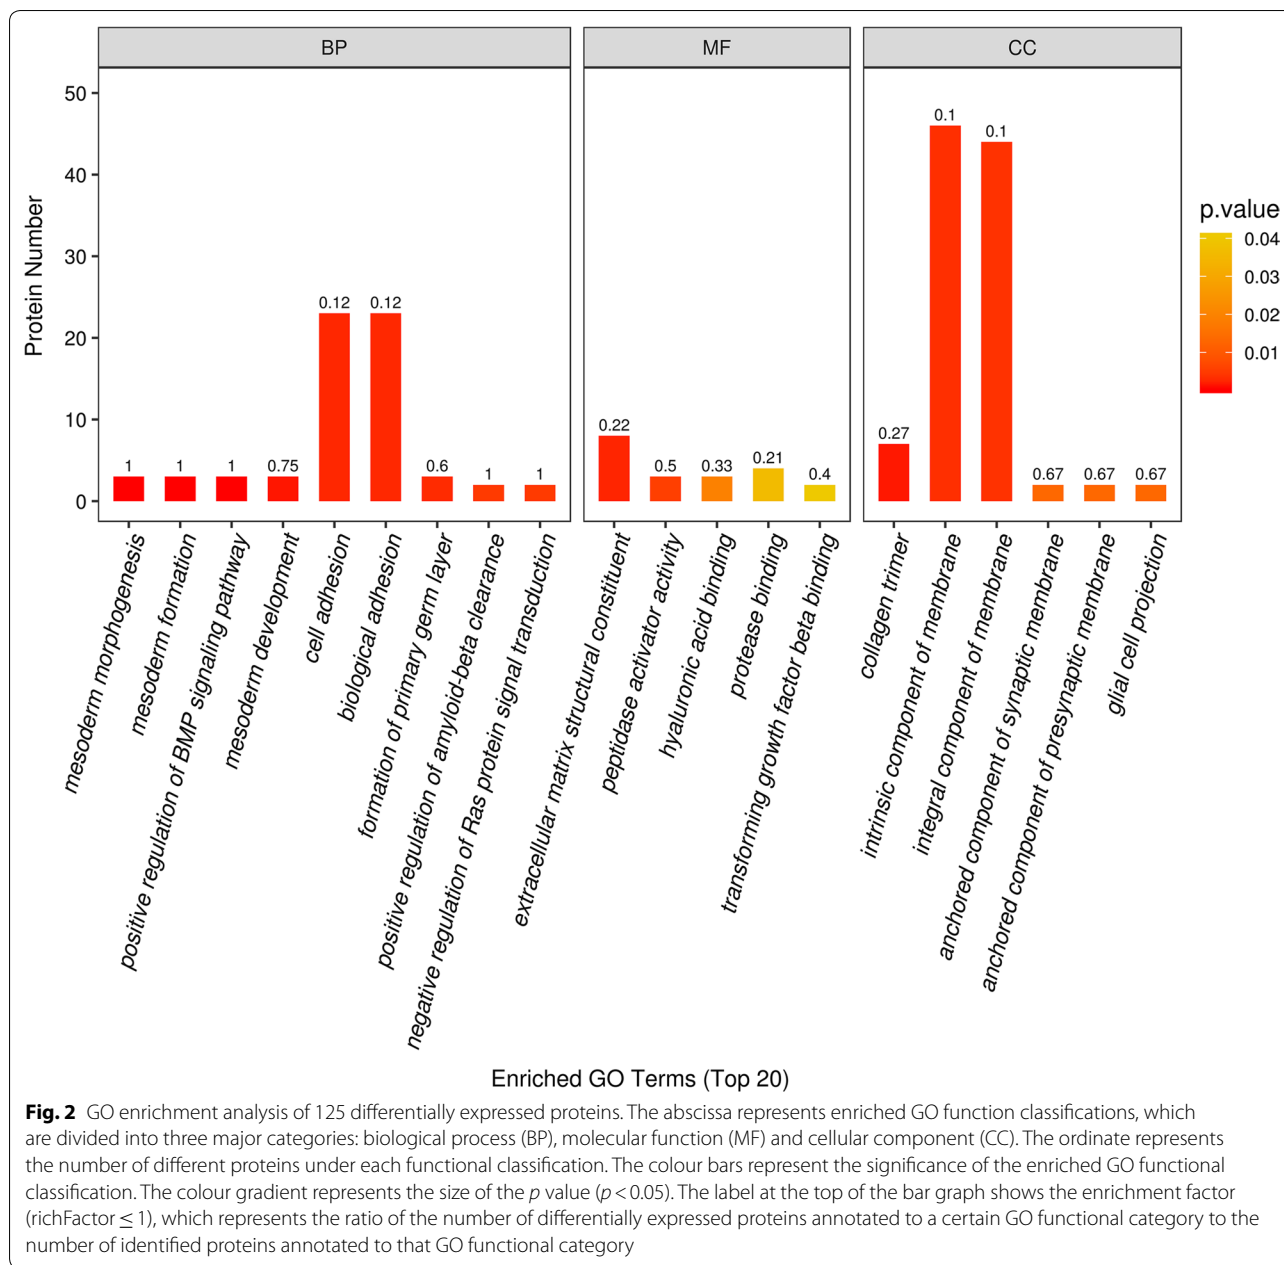 BP
MF
CC
Protein Number
50
40
30
20
10
0
1
1
1
0.75
0.12
0.12
0.6
1
1
0.22
0.5
0.33
0.21
0.4
0.27
0.1
0.1
0.67
0.67
0.67
p.value
0.04
0.03
0.02
0.01
mesoderm morphogenesis
mesoderm formation
positive regulation of BMP signaling pathway
mesoderm development
cell adhesion
biological adhesion
formation of primary germ layer
positive regulation of amyloid-beta clearance
negative regulation of Ras protein signal transduction
extracellular matrix structural constituent
peptidase activator activity
hyaluronic acid binding
protease binding
transforming growth factor beta binding
collagen trimer
intrinsic component of membrane
integral component of membrane
anchored component of synaptic membrane
anchored component of presynaptic membrane
glial cell projection
Enriched GO Terms (Top 20)
Fig. 2 GO enrichment analysis of 125 differentially expressed proteins. The abscissa represents enriched GO function classifications, which
are divided into three major categories: biological process (BP), molecular function (MF) and cellular component (CC). The ordinate represents
the number of different proteins under each functional classification. The colour bars represent the significance of the enriched GO functional
classification. The colour gradient represents the size of the p value (p < 0.05). The label at the top of the bar graph shows the enrichment factor
(richFactor ≤ 1), which represents the ratio of the number of differentially expressed proteins annotated to a certain GO functional category to the
number of identified proteins annotated to that GO functional category